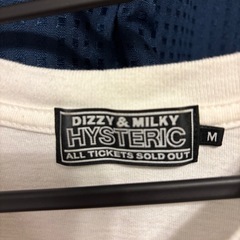 DIZZY & MILKY
HYSTERIC
ALL TICKETS SOLD OUT
M